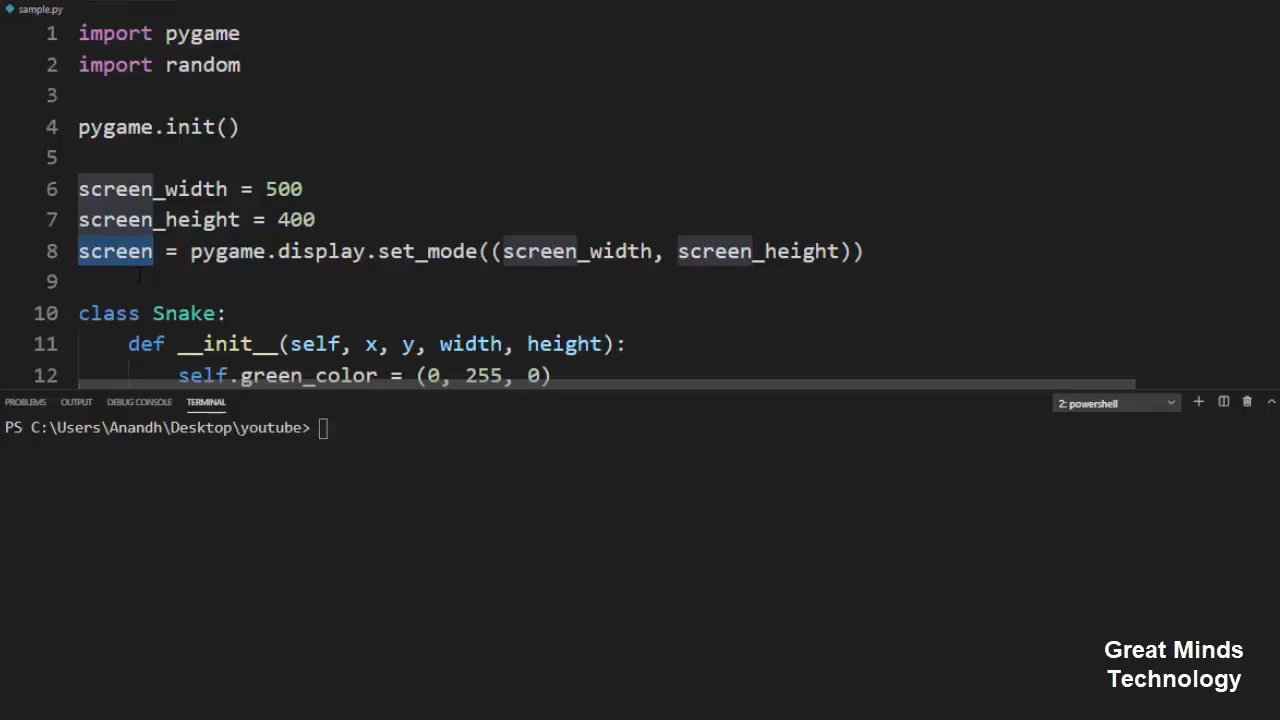 sample.py
1 import pygame
2 import random
3
4 pygame.init()
5
6 screen_width = 500
7 screen_height = 400
8 screen = pygame.display.set_mode((screen_width, screen_height))
9
10 class Snake:
11     def __init__(self, x, y, width, height):
12         self.green_color = (0, 255, 0)
PROBLEMS OUTPUT DEBUG CONSOLE TERMINAL 2: powershell
PS C:\Users\Anandh\Desktop\youtube>
Great Minds
Technology